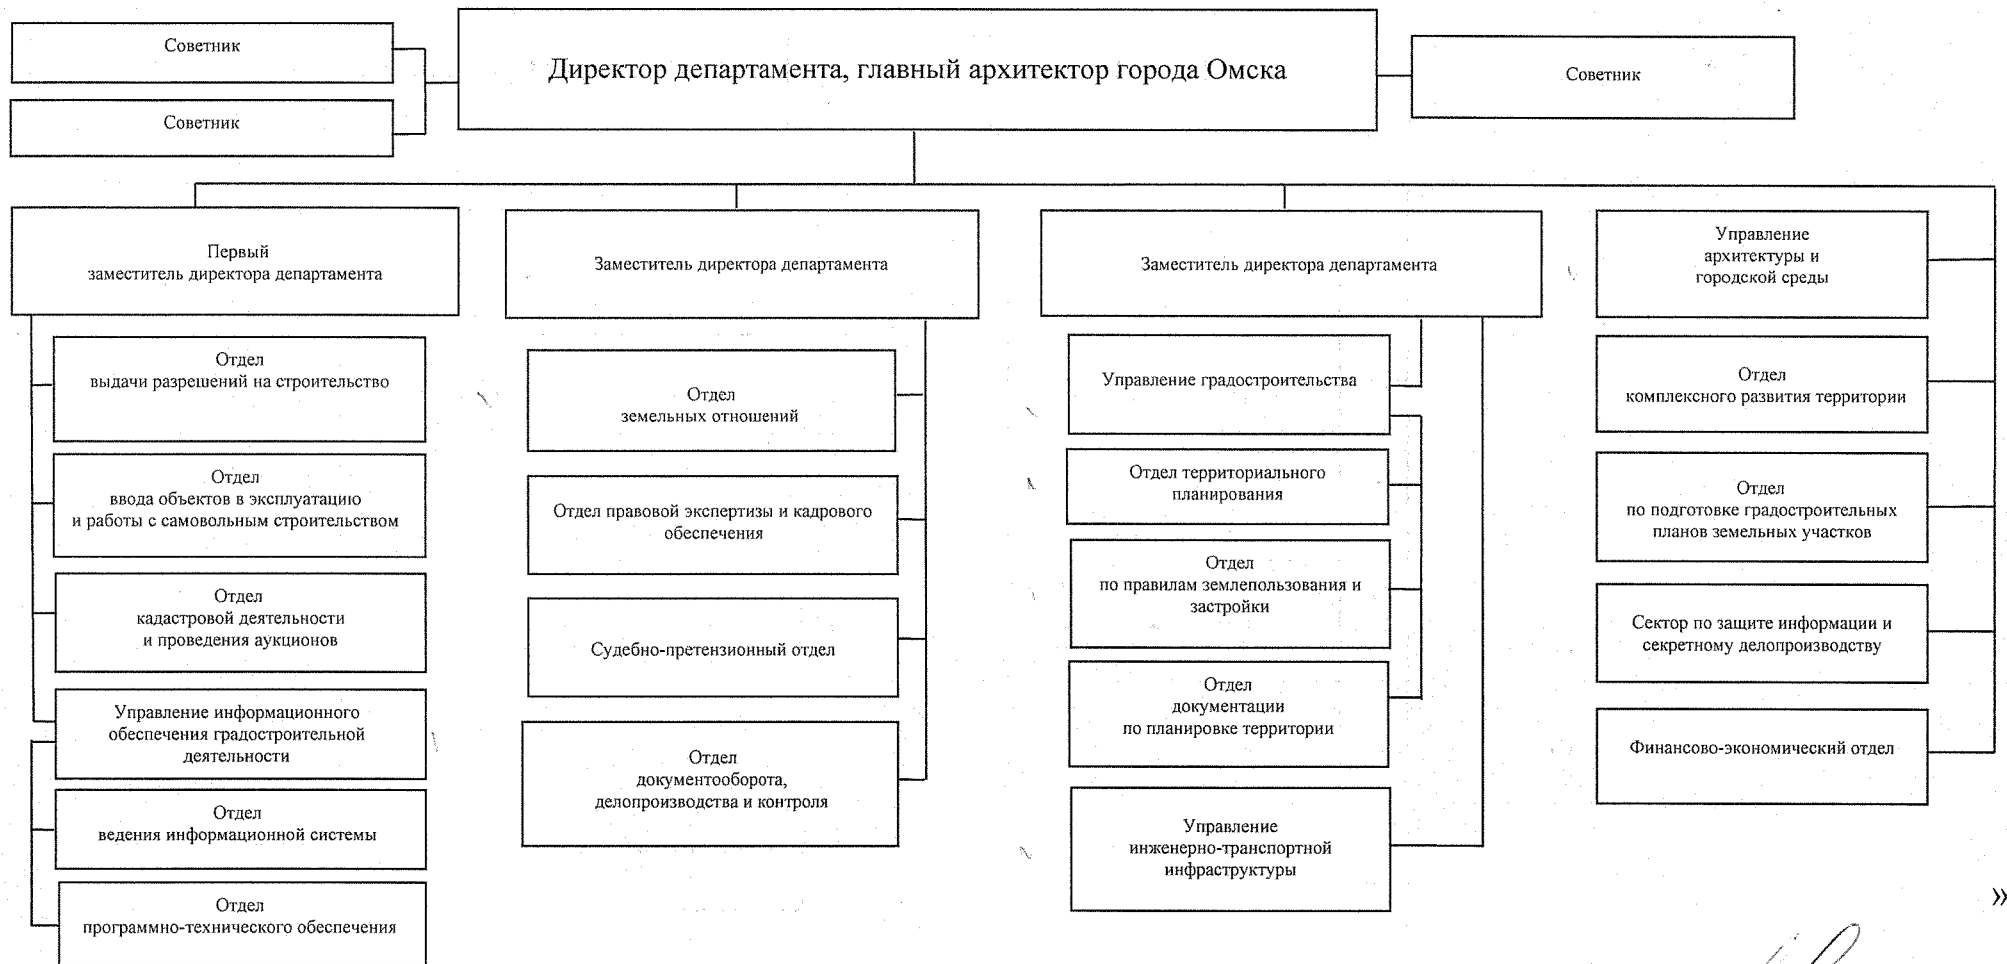 Советник
Советник
Директор департамента, главный архитектор города Омска
Советник
Первый
заместитель директора департамента
Отдел
выдачи разрешений на строительство
Отдел
ввода объектов в эксплуатацию
и работы с самовольным строительством
Отдел
кадастровой деятельности
и проведения аукционов
Управление информационного
обеспечения градостроительной
деятельности
Отдел
ведения информационной системы
Отдел
программно-технического обеспечения
Заместитель директора департамента
Отдел
земельных отношений
Отдел правовой экспертизы и кадрового
обеспечения
Судебно-претензионный отдел
Отдел
документооборота,
делопроизводства и контроля
Заместитель директора департамента
Управление градостроительства
Отдел территориального
планирования
Отдел
по правилам землепользования и
застройки
Отдел
документации
по планировке территории
Управление
инженерно-транспортной
инфраструктуры
Управление
архитектуры и
городской среды
Отдел
комплексного развития территории
Отдел
по подготовке градостроительных
планов земельных участков
Сектор по защите информации и
секретному делопроизводству
Финансово-экономический отдел
»